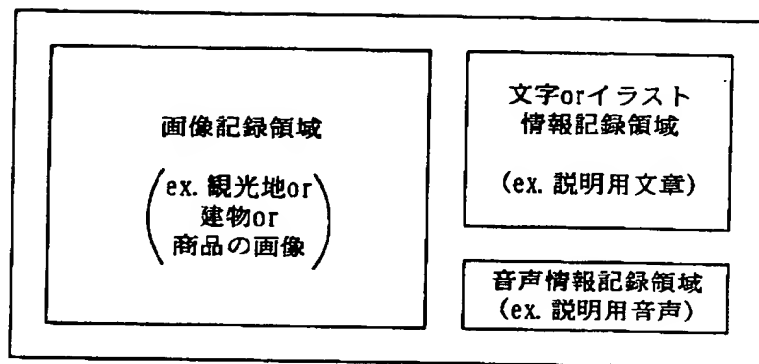 画像記録領域
(ex. 観光地or
建物or
商品の画像)
文字orイラスト
情報記録領域
(ex. 説明用文章)
音声情報記録領域
(ex. 説明用音声)